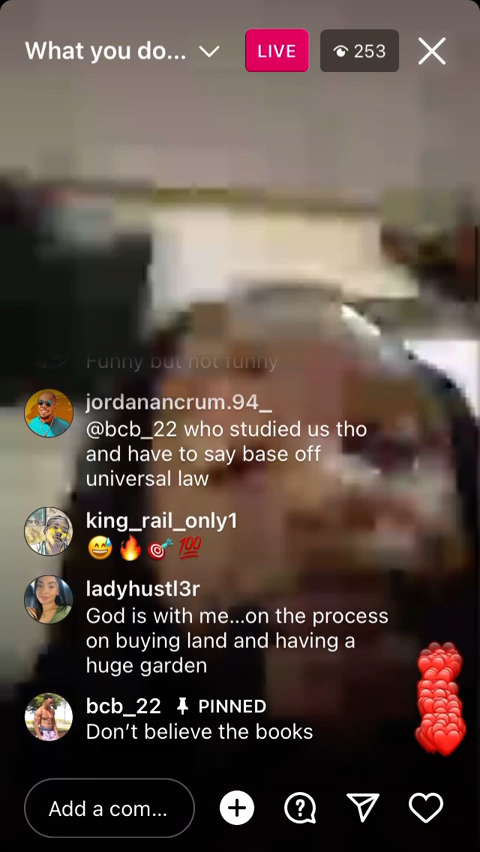 What you do...
LIVE
253
Funny but not funny
jordanancrum.94_
@bcb_22 who studied us tho
and have to say base off
universal law
king_rail_only1
😅🔥🎯💯
ladyhustl3r
God is with me...on the process
on buying land and having a
huge garden
bcb_22 PINNED
Don’t believe the books
Add a com...